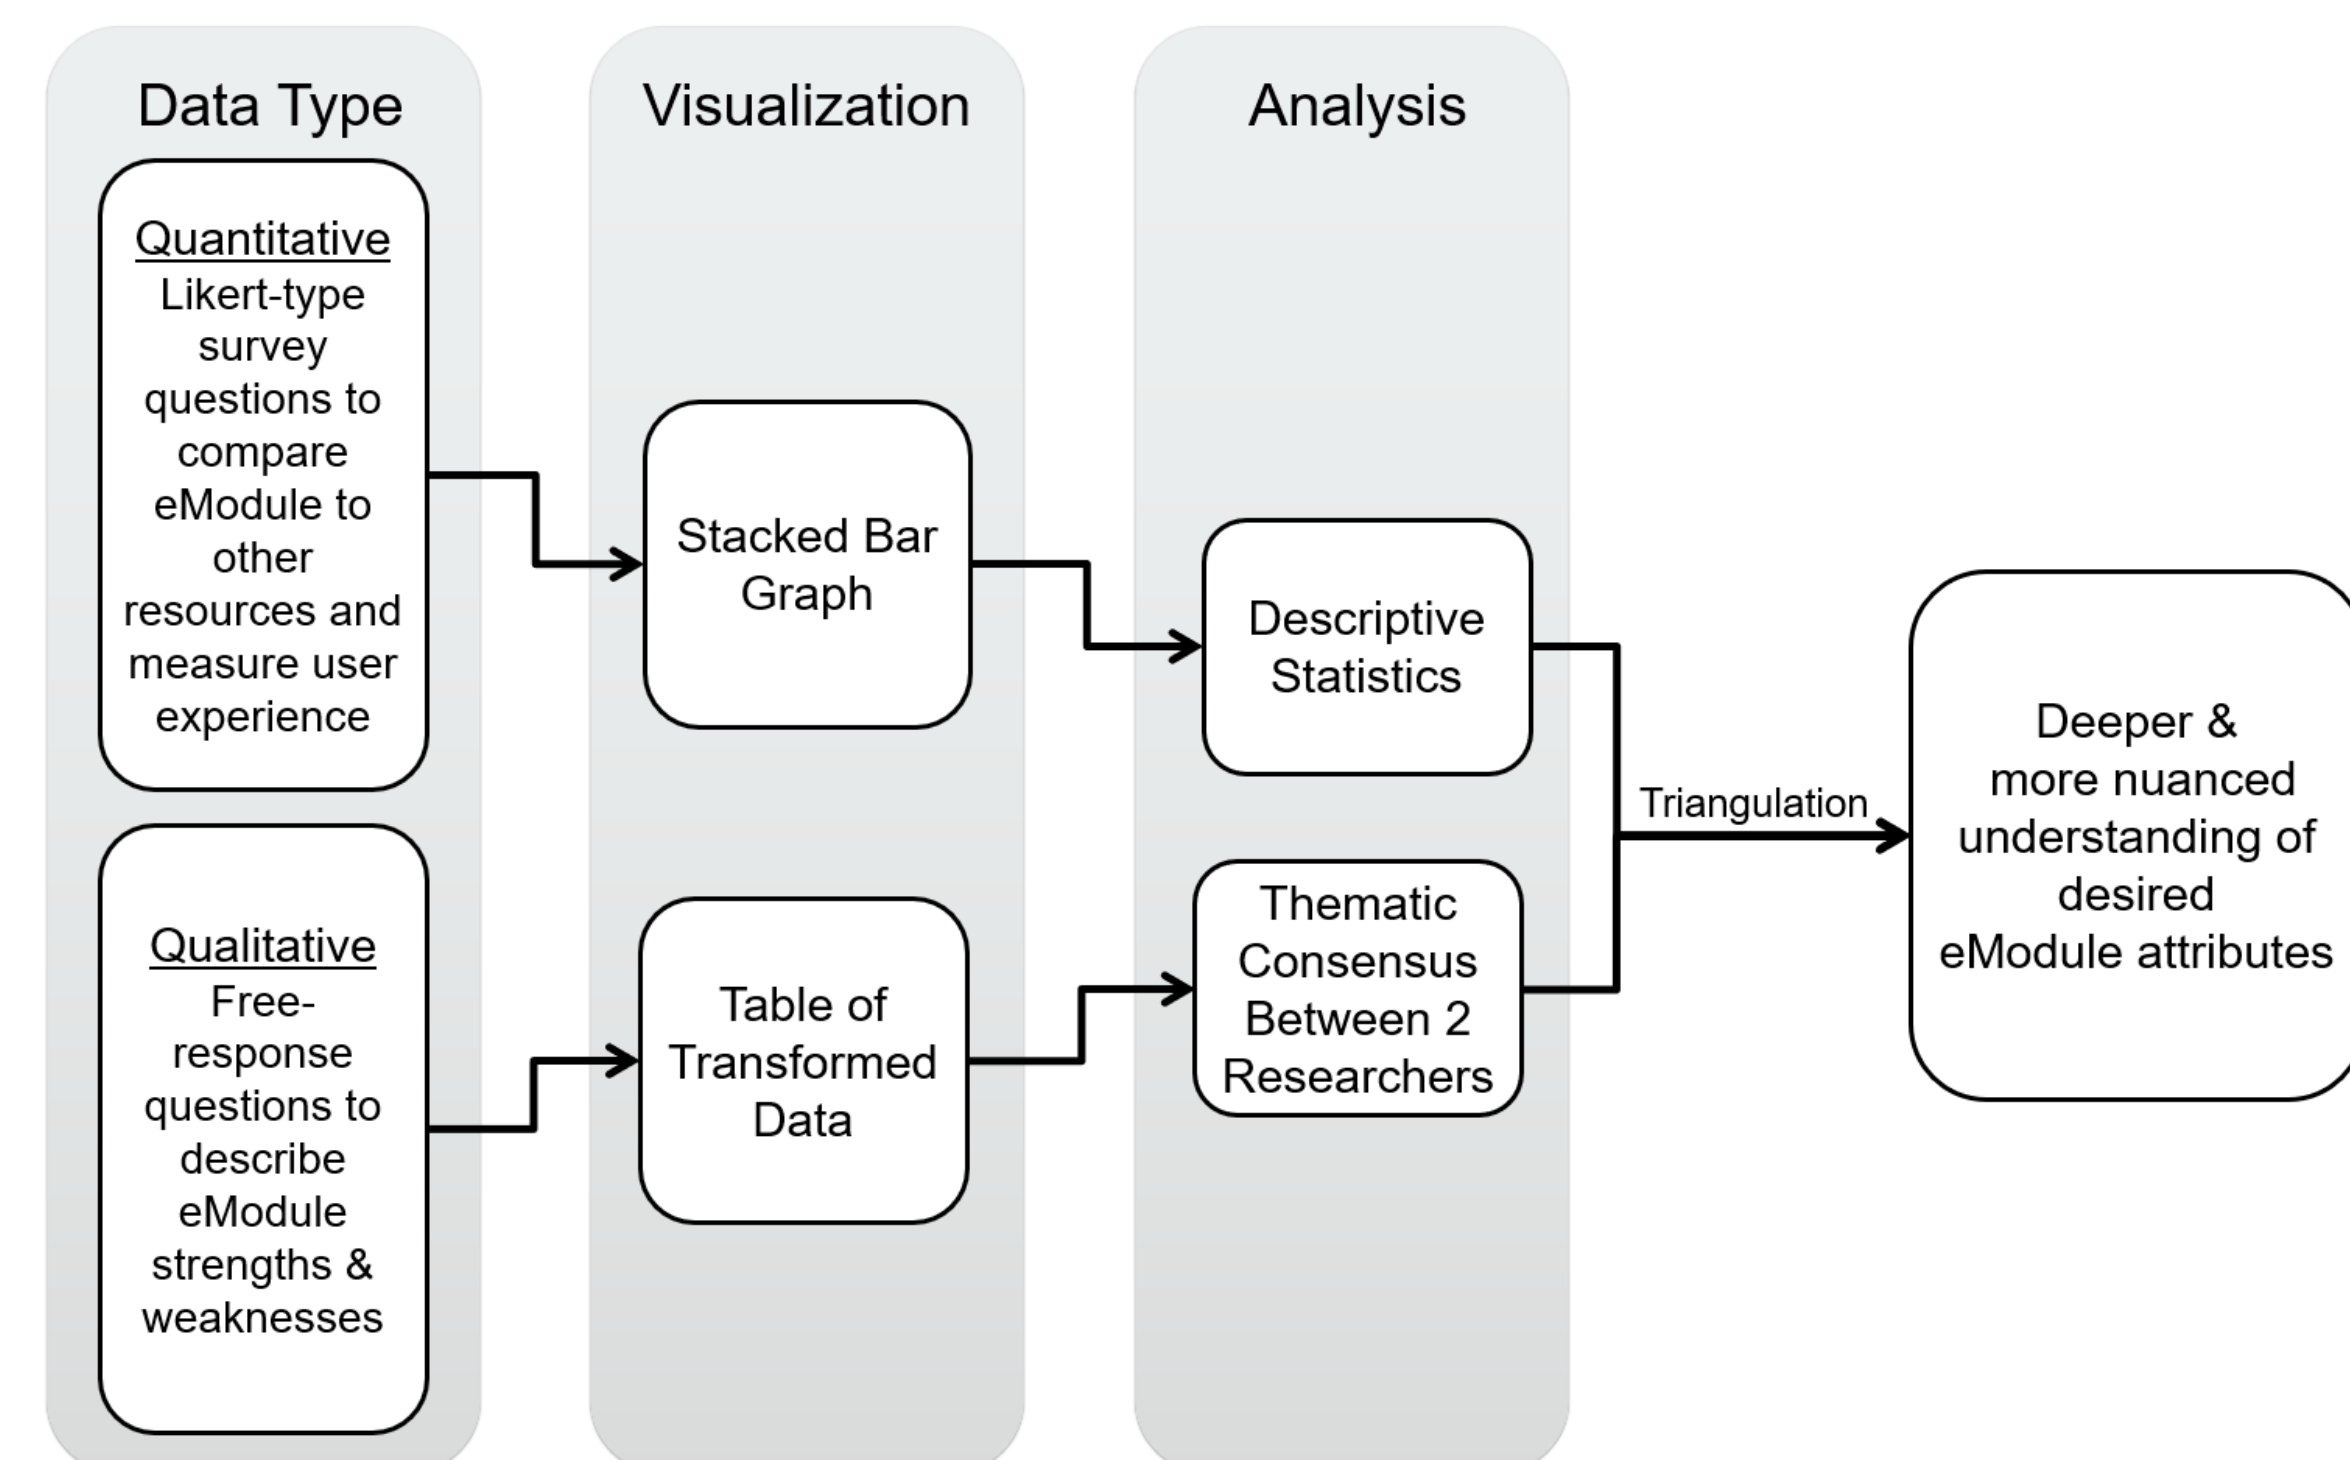 Data Type
Quantitative
Likert-type
survey
questions to
compare
eModule to
other
resources and
measure user
experience
Qualitative
Free-
response
questions to
describe
eModule
strengths &
weaknesses
Visualization
Stacked Bar
Graph
Table of
Transformed
Data
Analysis
Descriptive
Statistics
Thematic
Consensus
Between 2
Researchers
Triangulation
Deeper &
more nuanced
understanding of
desired
eModule attributes